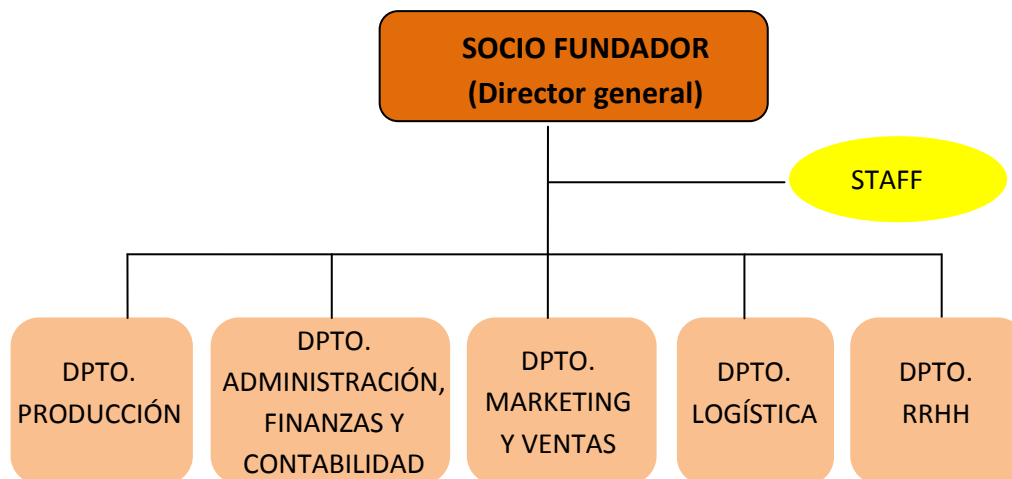 SOCIO FUNDADOR
(Director general)
STAFF
DPTO.
PRODUCCIÓN
DPTO.
ADMINISTRACIÓN,
FINANZAS Y
CONTABILIDAD
DPTO.
MARKETING
Y VENTAS
DPTO.
LOGÍSTICA
DPTO.
RRHH